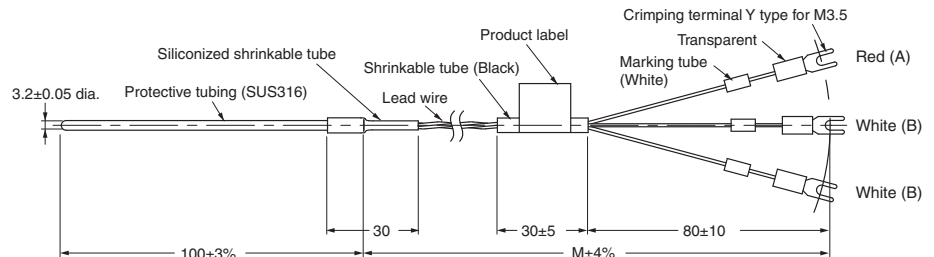 Crimping terminal Y type for M3.5
Product label
Transparent
Siliconized shrinkable tube
Marking tube
(White)
Red (A)
Shrinkable tube (Black)
3.2±0.05 dia.
Protective tubing (SUS316)
Lead wire
White (B)
White (B)
30
30±5
80±10
100±3%
M±4%